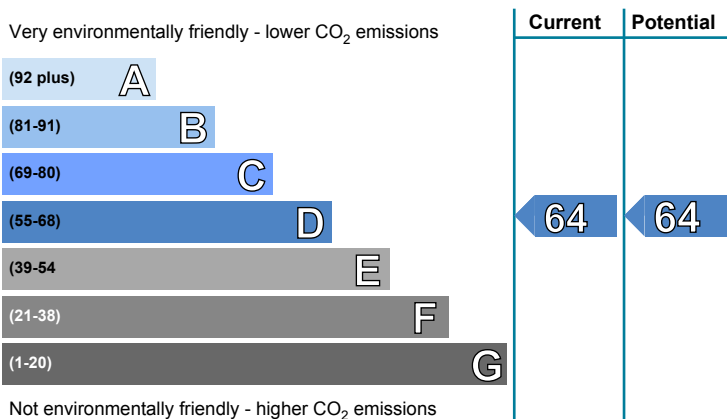 Current Potential
Very environmentally friendly - lower CO2 emissions
(92 plus) A
(81-91) B
(69-80) C
(55-68) D 64 64
(39-54 E
(21-38) F
(1-20) G
Not environmentally friendly - higher CO2 emissions